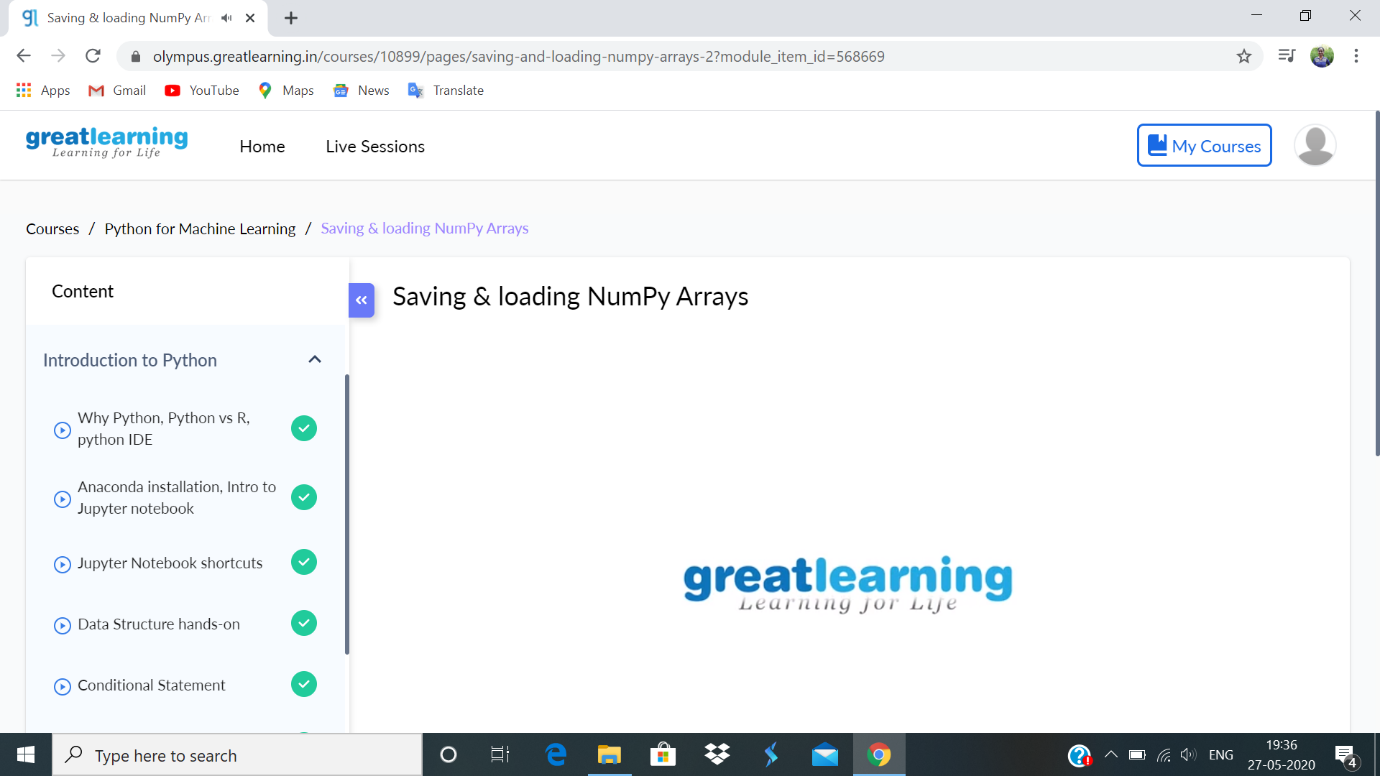 Saving & loading NumPy Arr
olympus.greatlearning.in/courses/10899/pages/saving-and-loading-numpy-arrays-2?module_item_id=568669
Apps Gmail YouTube Maps News Translate
greatlearning
Learning for Life
Home Live Sessions My Courses
Courses / Python for Machine Learning / Saving & loading NumPy Arrays
Content
Saving & loading NumPy Arrays
Introduction to Python
Why Python, Python vs R,
python IDE
Anaconda installation, Intro to
Jupyter notebook
Jupyter Notebook shortcuts
Data Structure hands-on
Conditional Statement
greatlearning
Learning for Life
Type here to search
ENG
19:36
27-05-2020
4